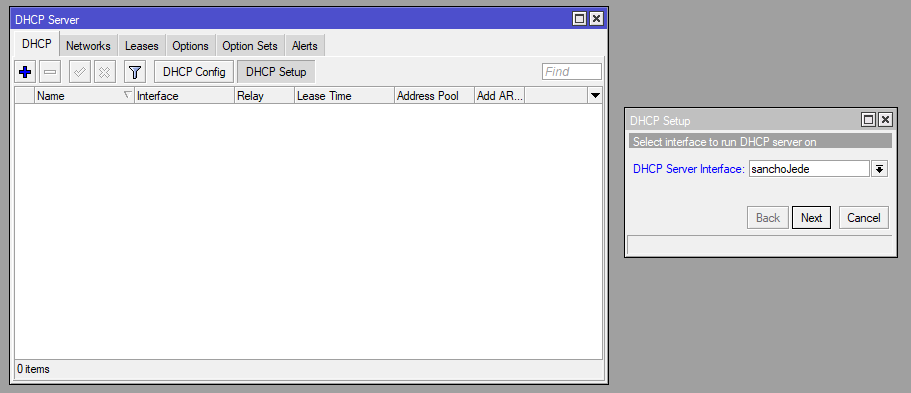 DHCP Server
DHCP Networks Leases Options Option Sets Alerts
DHCP Config DHCP Setup Find
Name Interface Relay Lease Time Address Pool Add AR...
0 items
DHCP Setup
Select interface to run DHCP server on
DHCP Server Interface: sanchoJede
Back Next Cancel